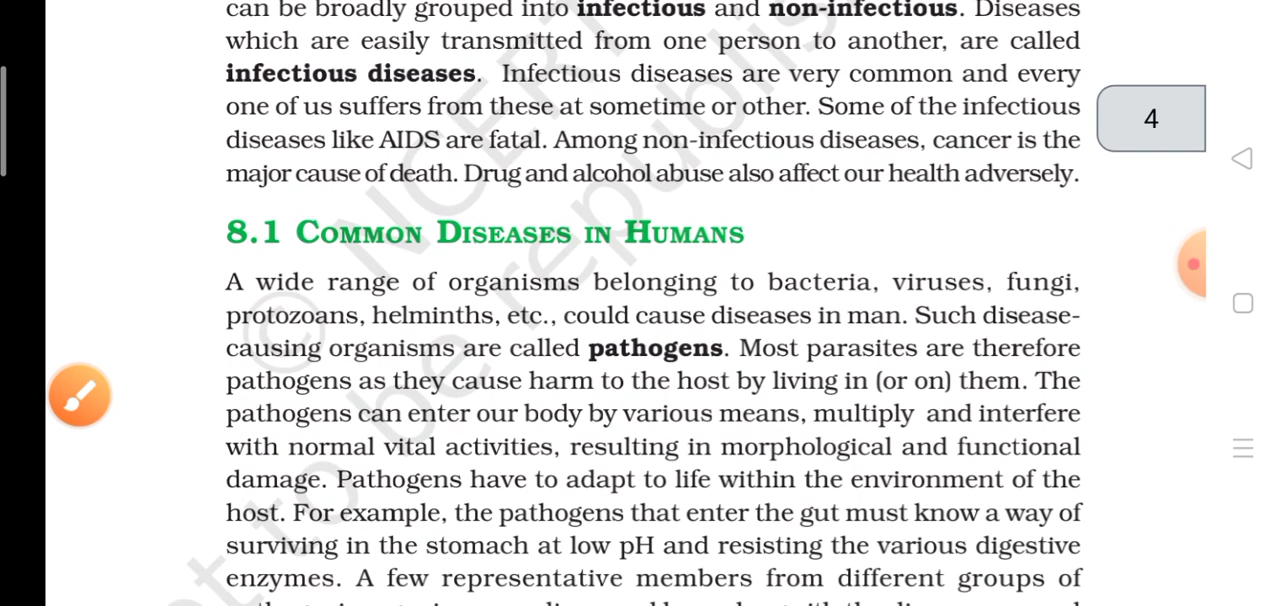 can be broadly grouped into infectious and non-infectious. Diseases
which are easily transmitted from one person to another, are called
infectious diseases. Infectious diseases are very common and every
one of us suffers from these at sometime or other. Some of the infectious
diseases like AIDS are fatal. Among non-infectious diseases, cancer is the
major cause of death. Drug and alcohol abuse also affect our health adversely.
4
8.1 COMMON DISEASES IN HUMANS
A wide range of organisms belonging to bacteria, viruses, fungi,
protozoans, helminths, etc., could cause diseases in man. Such disease-
causing organisms are called pathogens. Most parasites are therefore
pathogens as they cause harm to the host by living in (or on) them. The
pathogens can enter our body by various means, multiply and interfere
with normal vital activities, resulting in morphological and functional
damage. Pathogens have to adapt to life within the environment of the
host. For example, the pathogens that enter the gut must know a way of
surviving in the stomach at low pH and resisting the various digestive
enzymes. A few representative members from different groups of
© NCERT
not to be republis